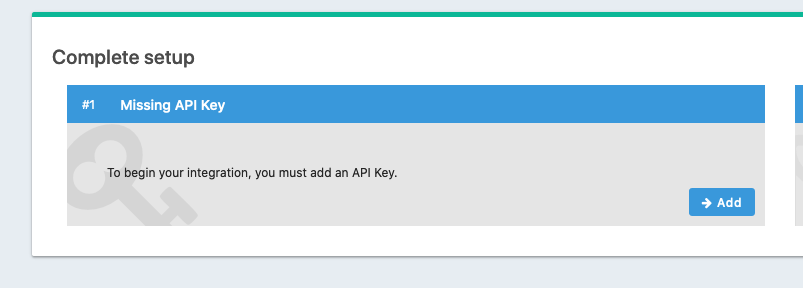 Complete setup
#1 Missing API Key
To begin your integration, you must add an API Key.
Add